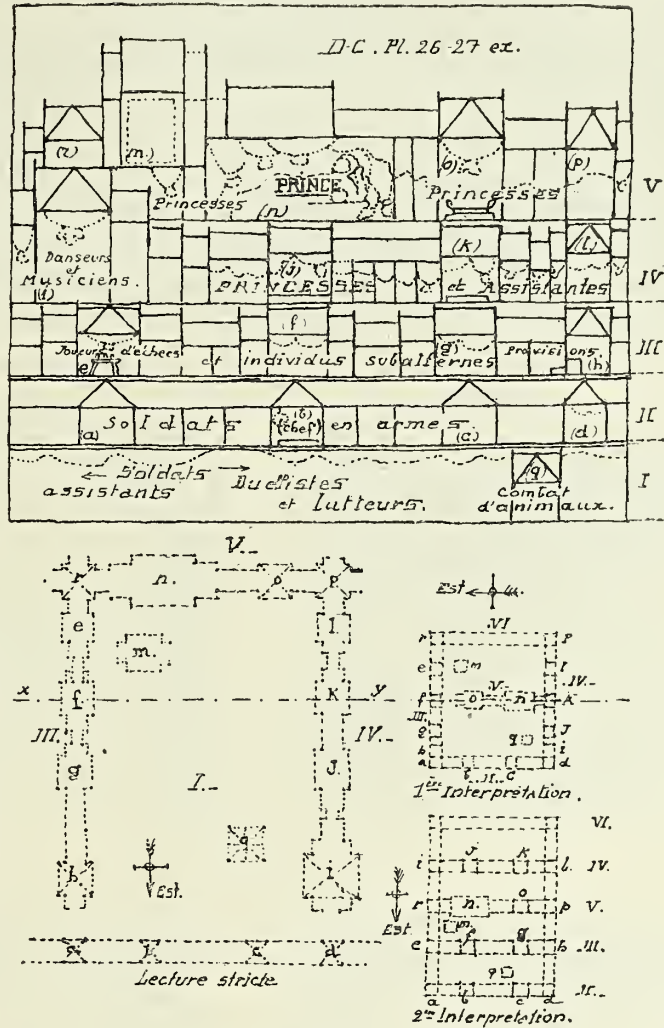 D-C. Pl. 26-27 ex.
(r)
(m.)
PRINCE
(o)
(p)
Princesses
(n)
Princesses
V
Danseurs
et
Musiciens.
(i)
(j)
PRINCESSES
(k)
et Assistantes
(l)
IV
(f)
Joueurs d'échecs
et individus subalternes
(g)
Provisions.
e
(h)
III
(a)
Soldats
(b)
(chef)
en armes
(c)
(d)
II
← Soldats →
assistants
Duellistes
et lutteurs.
(q)
Combat
d'animaux.
I
V.
r
n.
o
p
e
l
m.
x
f
K
y
III.
IV.
g
I.
J.
q
h
i
Est.
a
b
c
d
Lecture stricte
Est
VI
r
p
e
m
l
IV.
f
o
V.
n
K
III.
g
q
J
h
i
a
b
II
c
d
1ère Interprétation.
VI.
J
K
i
l.
IV.
o
r
n.
p
V.
m.
e
f
g
h
III.
q
II.
a
b
c
d
Est.
2me Interprétation.